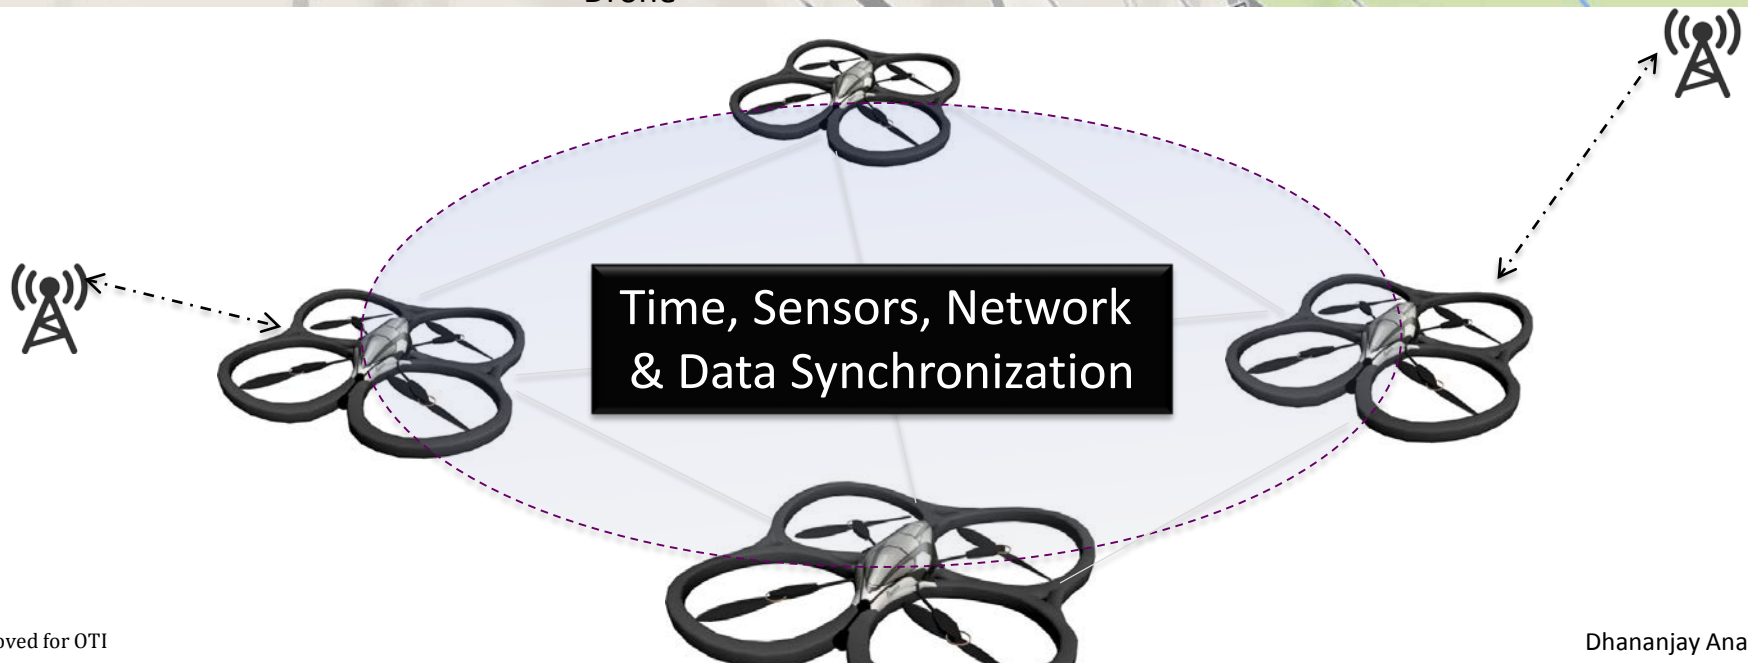 Drone
Time, Sensors, Network
& Data Synchronization
oved for OTI
Dhananjay Ana